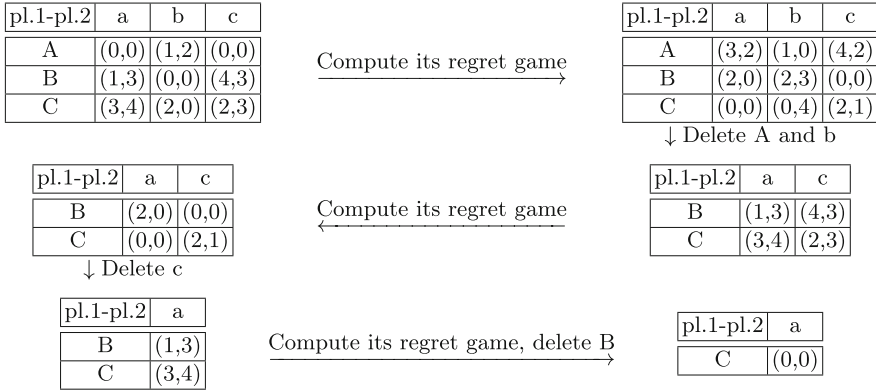 pl.1-pl.2 a b c
A (0,0) (1,2) (0,0)
B (1,3) (0,0) (4,3)
C (3,4) (2,0) (2,3)
Compute its regret game
pl.1-pl.2 a b c
A (3,2) (1,0) (4,2)
B (2,0) (2,3) (0,0)
C (0,0) (0,4) (2,1)
↓ Delete A and b
pl.1-pl.2 a c
B (1,3) (4,3)
C (3,4) (2,3)
Compute its regret game
pl.1-pl.2 a c
B (2,0) (0,0)
C (0,0) (2,1)
↓ Delete c
pl.1-pl.2 a
B (1,3)
C (3,4)
Compute its regret game, delete B
pl.1-pl.2 a
C (0,0)